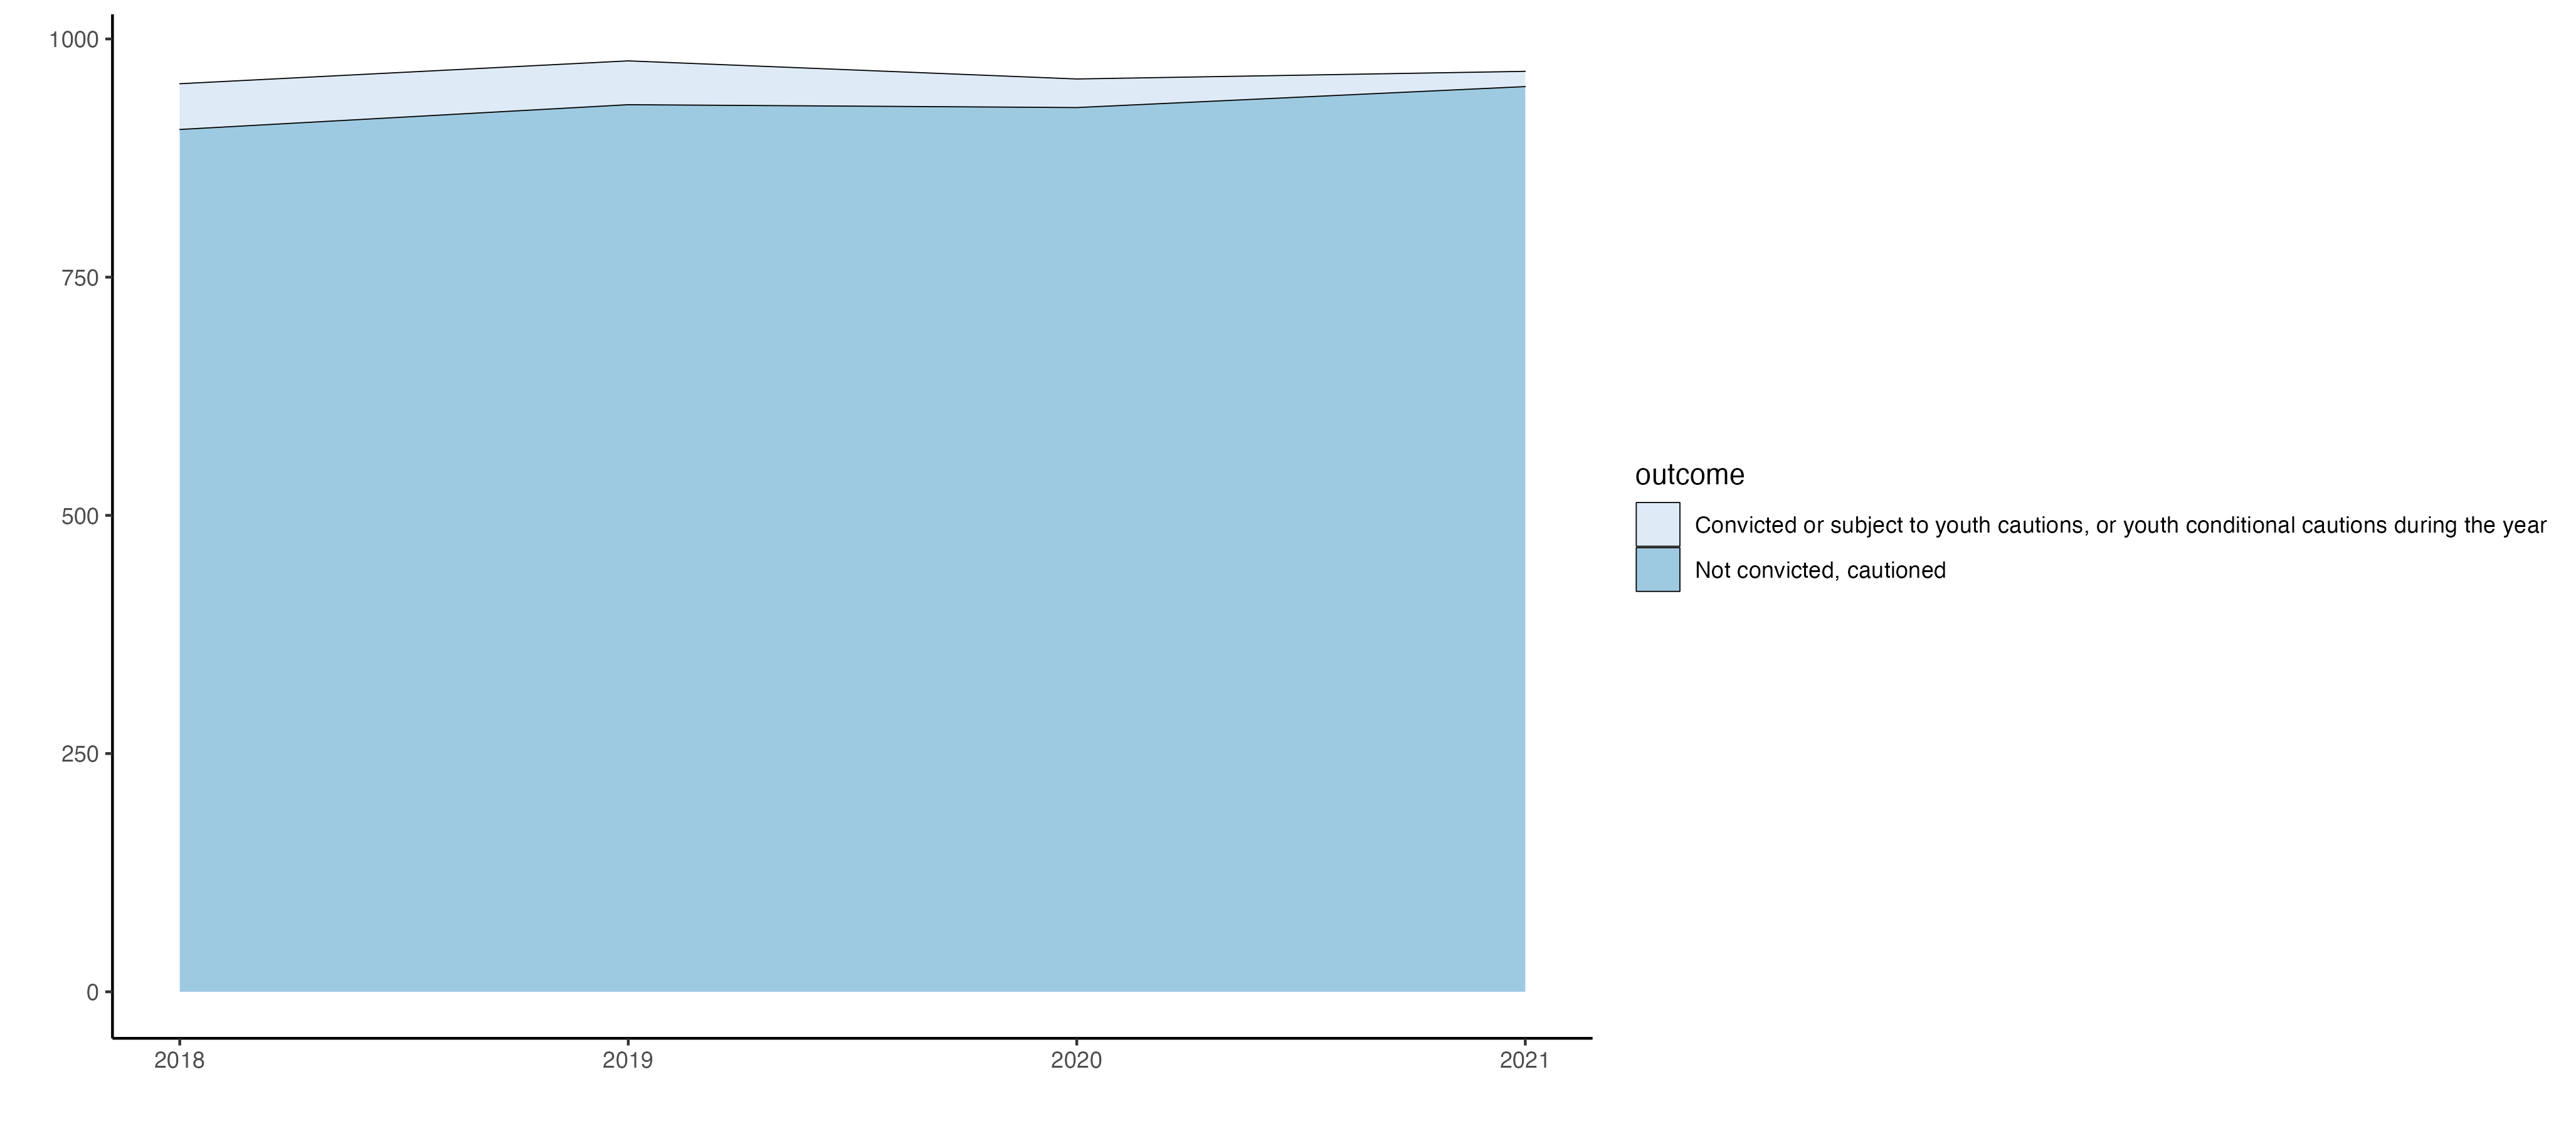 1000
750
500
250
0
2018 2019 2020 2021
outcome
Convicted or subject to youth cautions, or youth conditional cautions during the year
Not convicted, cautioned